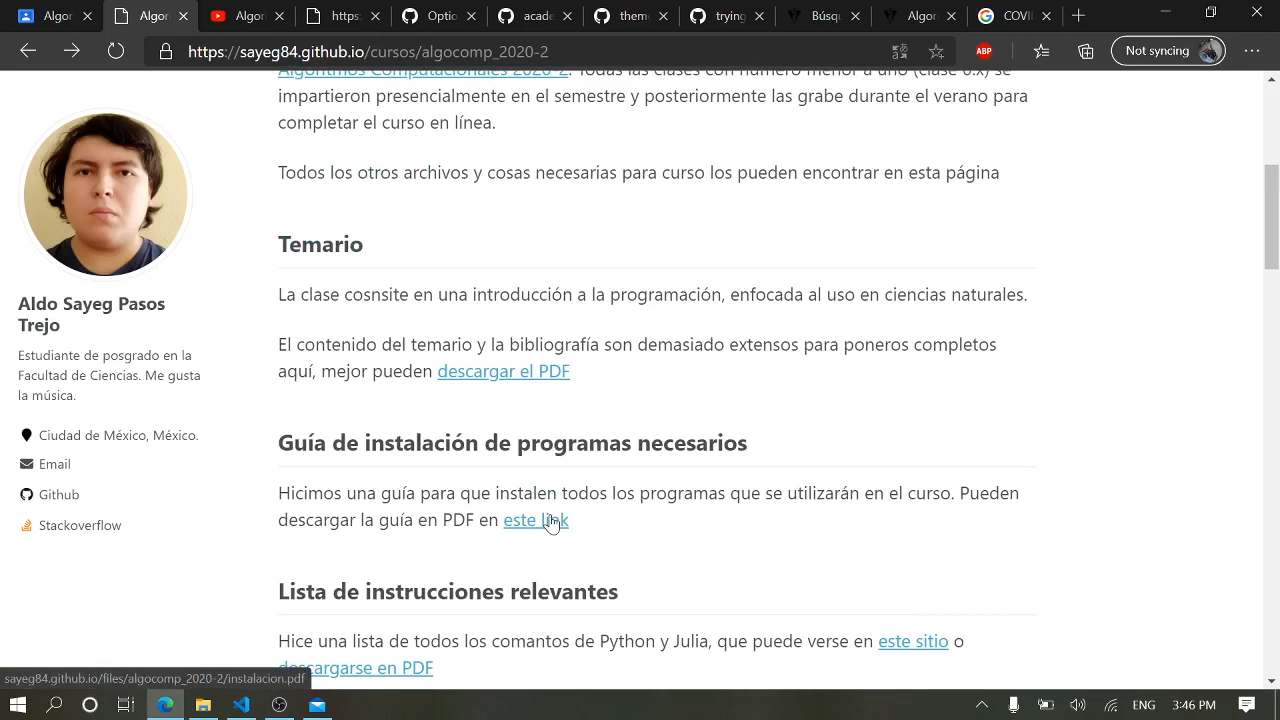 Algor
Algor
Algor
https:
Optio
acad
them
trying
Búsq
Algor
COVI
https://sayeg84.github.io/cursos/algocomp_2020-2
ABP
Not syncing
Algoritmos Computacionales 2020-2. Todas las clases con número menor a uno (clase 0.x) se
impartieron presencialmente en el semestre y posteriormente las grabe durante el verano para
completar el curso en línea.
Todos los otros archivos y cosas necesarias para curso los pueden encontrar en esta página
Temario
La clase cosnsite en una introducción a la programación, enfocada al uso en ciencias naturales.
El contenido del temario y la bibliografía son demasiado extensos para poneros completos
aquí, mejor pueden descargar el PDF
Guía de instalación de programas necesarios
Hicimos una guía para que instalen todos los programas que se utilizarán en el curso. Pueden
descargar la guía en PDF en este link
Lista de instrucciones relevantes
Hice una lista de todos los comantos de Python y Julia, que puede verse en este sitio o
descargarse en PDF
Aldo Sayeg Pasos
Trejo
Estudiante de posgrado en la
Facultad de Ciencias. Me gusta
la música.
Ciudad de México, México.
Email
Github
Stackoverflow
sayeg84.github.io/files/algocomp_2020-2/instalacion.pdf
ENG
3:46 PM